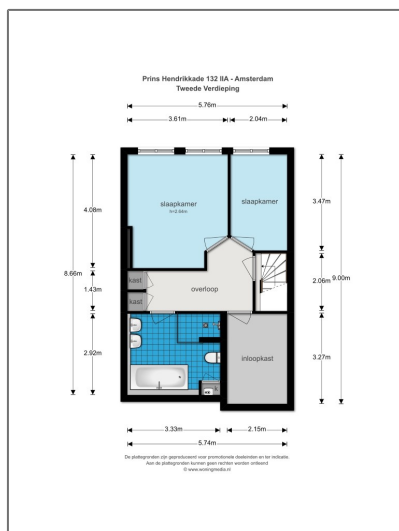 Prins Hendrikkade 132 IIA - Amsterdam
Tweede Verdieping
5.76m
3.61m
2.04m
4.08m
8.66m
1.43m
2.92m
slaapkamer
h=2.64m
slaapkamer
3.47m
2.06m
9.00m
3.27m
kast
kast
overloop
inloopkast
3.33m
2.15m
5.74m
De plattegronden zijn geproduceerd voor promotionele doeleinden en ter indicatie.
Aan de plattegronden kunnen geen rechten worden ontleend
© www.woningmedia.nl